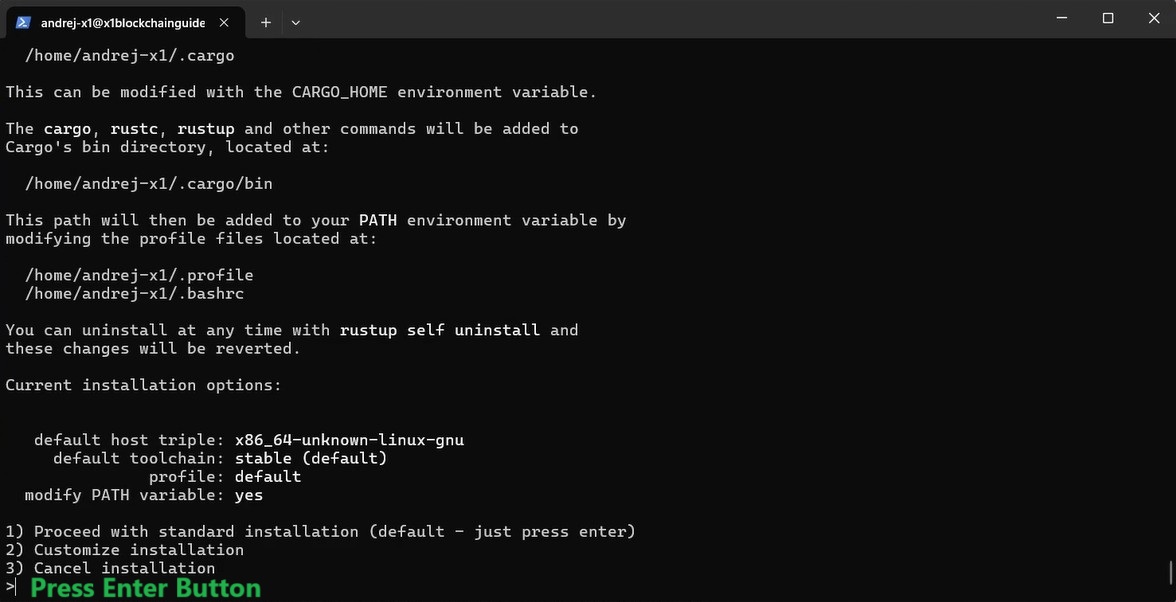 andrej-x1@x1blockchainguide
/home/andrej-x1/.cargo
This can be modified with the CARGO_HOME environment variable.
The cargo, rustc, rustup and other commands will be added to
Cargo's bin directory, located at:
/home/andrej-x1/.cargo/bin
This path will then be added to your PATH environment variable by
modifying the profile files located at:
/home/andrej-x1/.profile
/home/andrej-x1/.bashrc
You can uninstall at any time with rustup self uninstall and
these changes will be reverted.
Current installation options:
default host triple: x86_64-unknown-linux-gnu
default toolchain: stable (default)
profile: default
modify PATH variable: yes
1) Proceed with standard installation (default - just press enter)
2) Customize installation
3) Cancel installation
> Press Enter Button